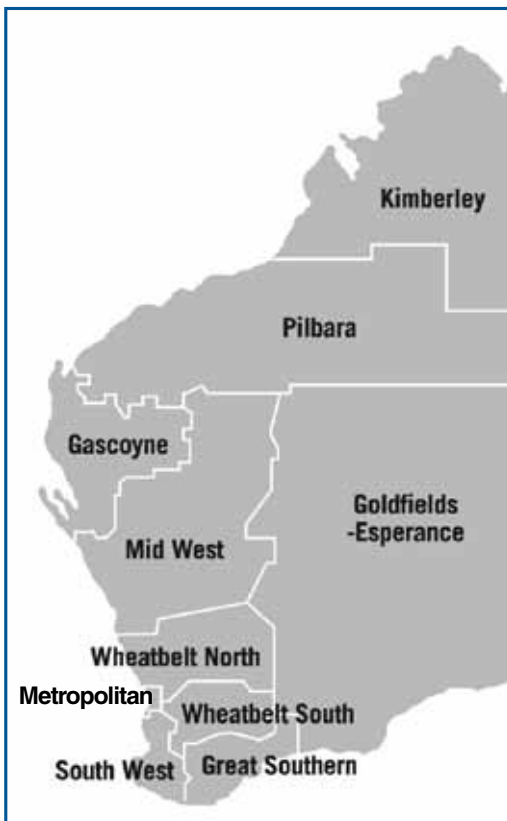 Kimberley
Pilbara
Gascoyne
Goldfields
-Esperance
Mid West
Wheatbelt North
Metropolitan
Wheatbelt South
South West
Great Southern